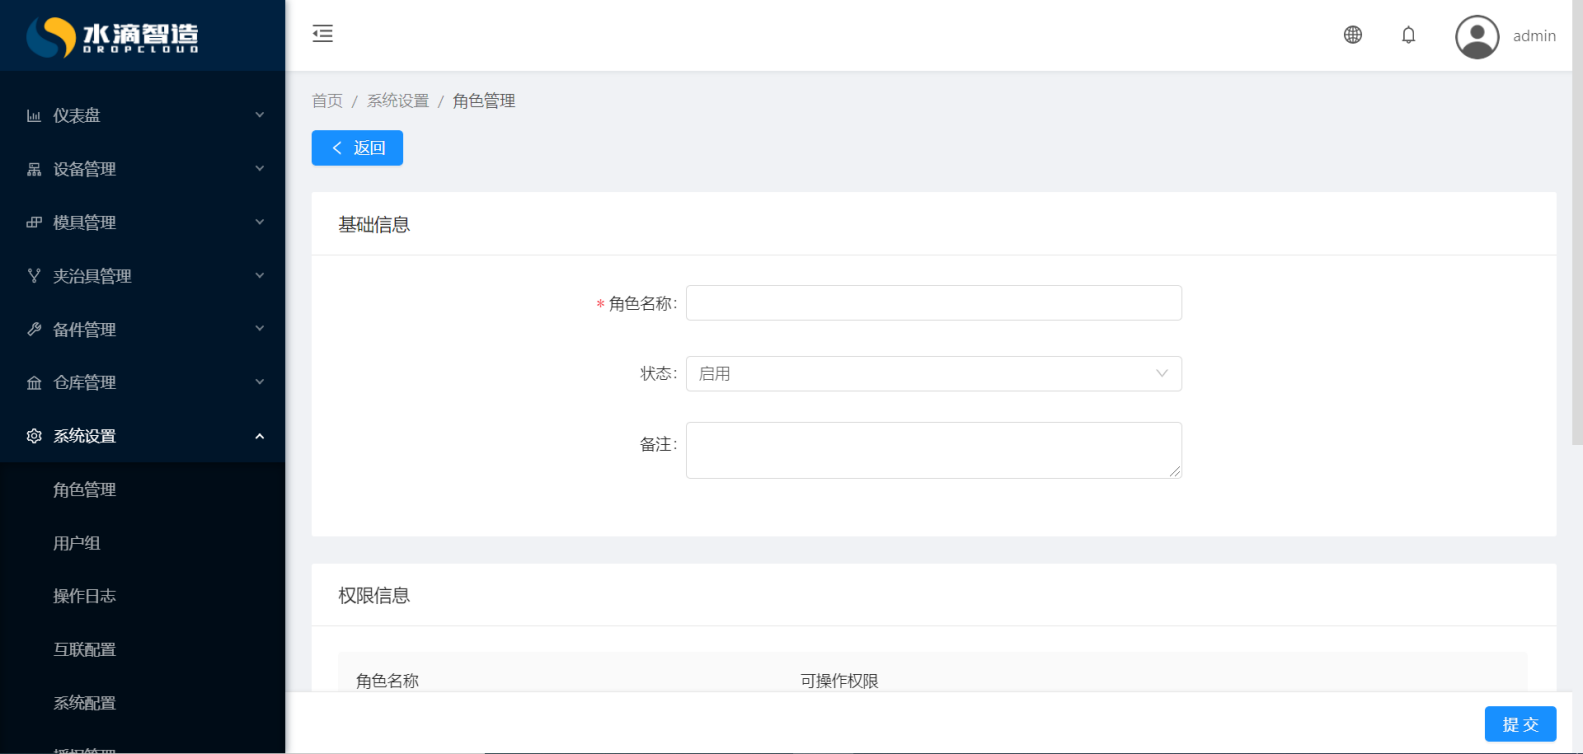 水滴智造
DROPCLOUD
admin
首页 / 系统设置 / 角色管理
返回
仪表盘
设备管理
模具管理
夹治具管理
备件管理
仓库管理
系统设置
角色管理
用户组
操作日志
互联配置
系统配置
基础信息
* 角色名称:
状态: 启用
备注:
权限信息
角色名称 可操作权限
提 交